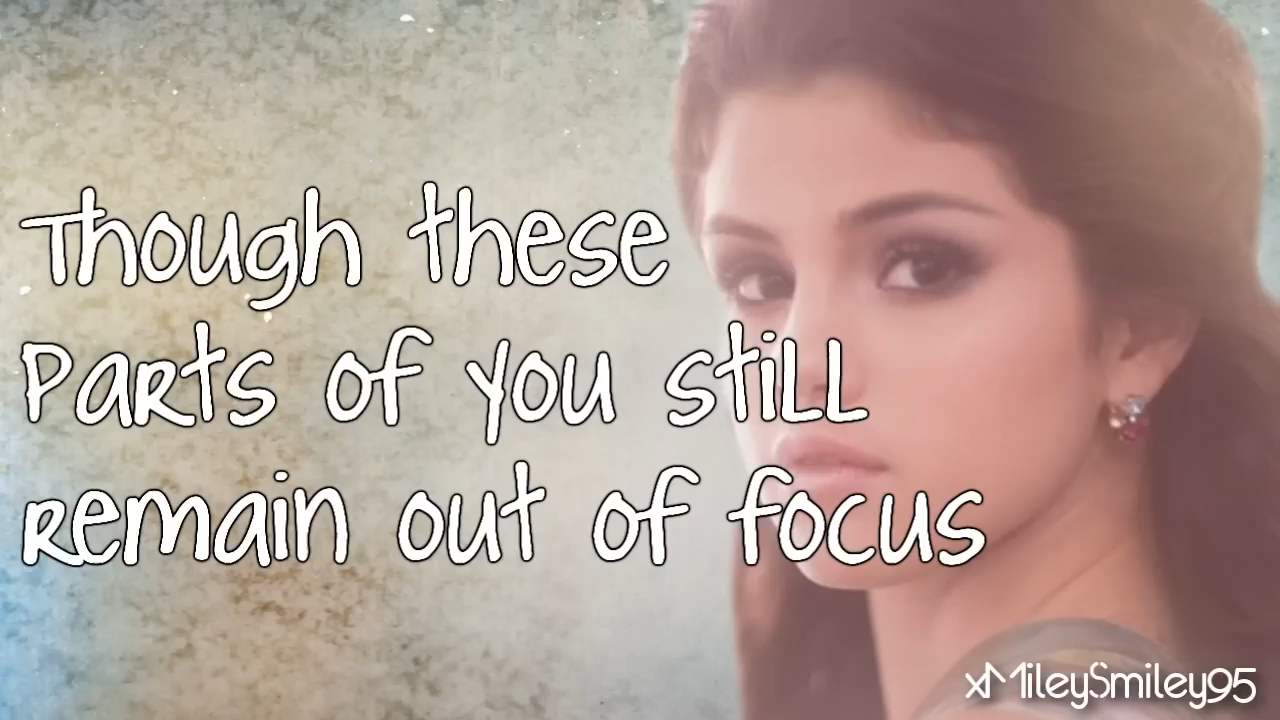 Though these
Parts of you still
Remain out of focus
xMileySmiley95